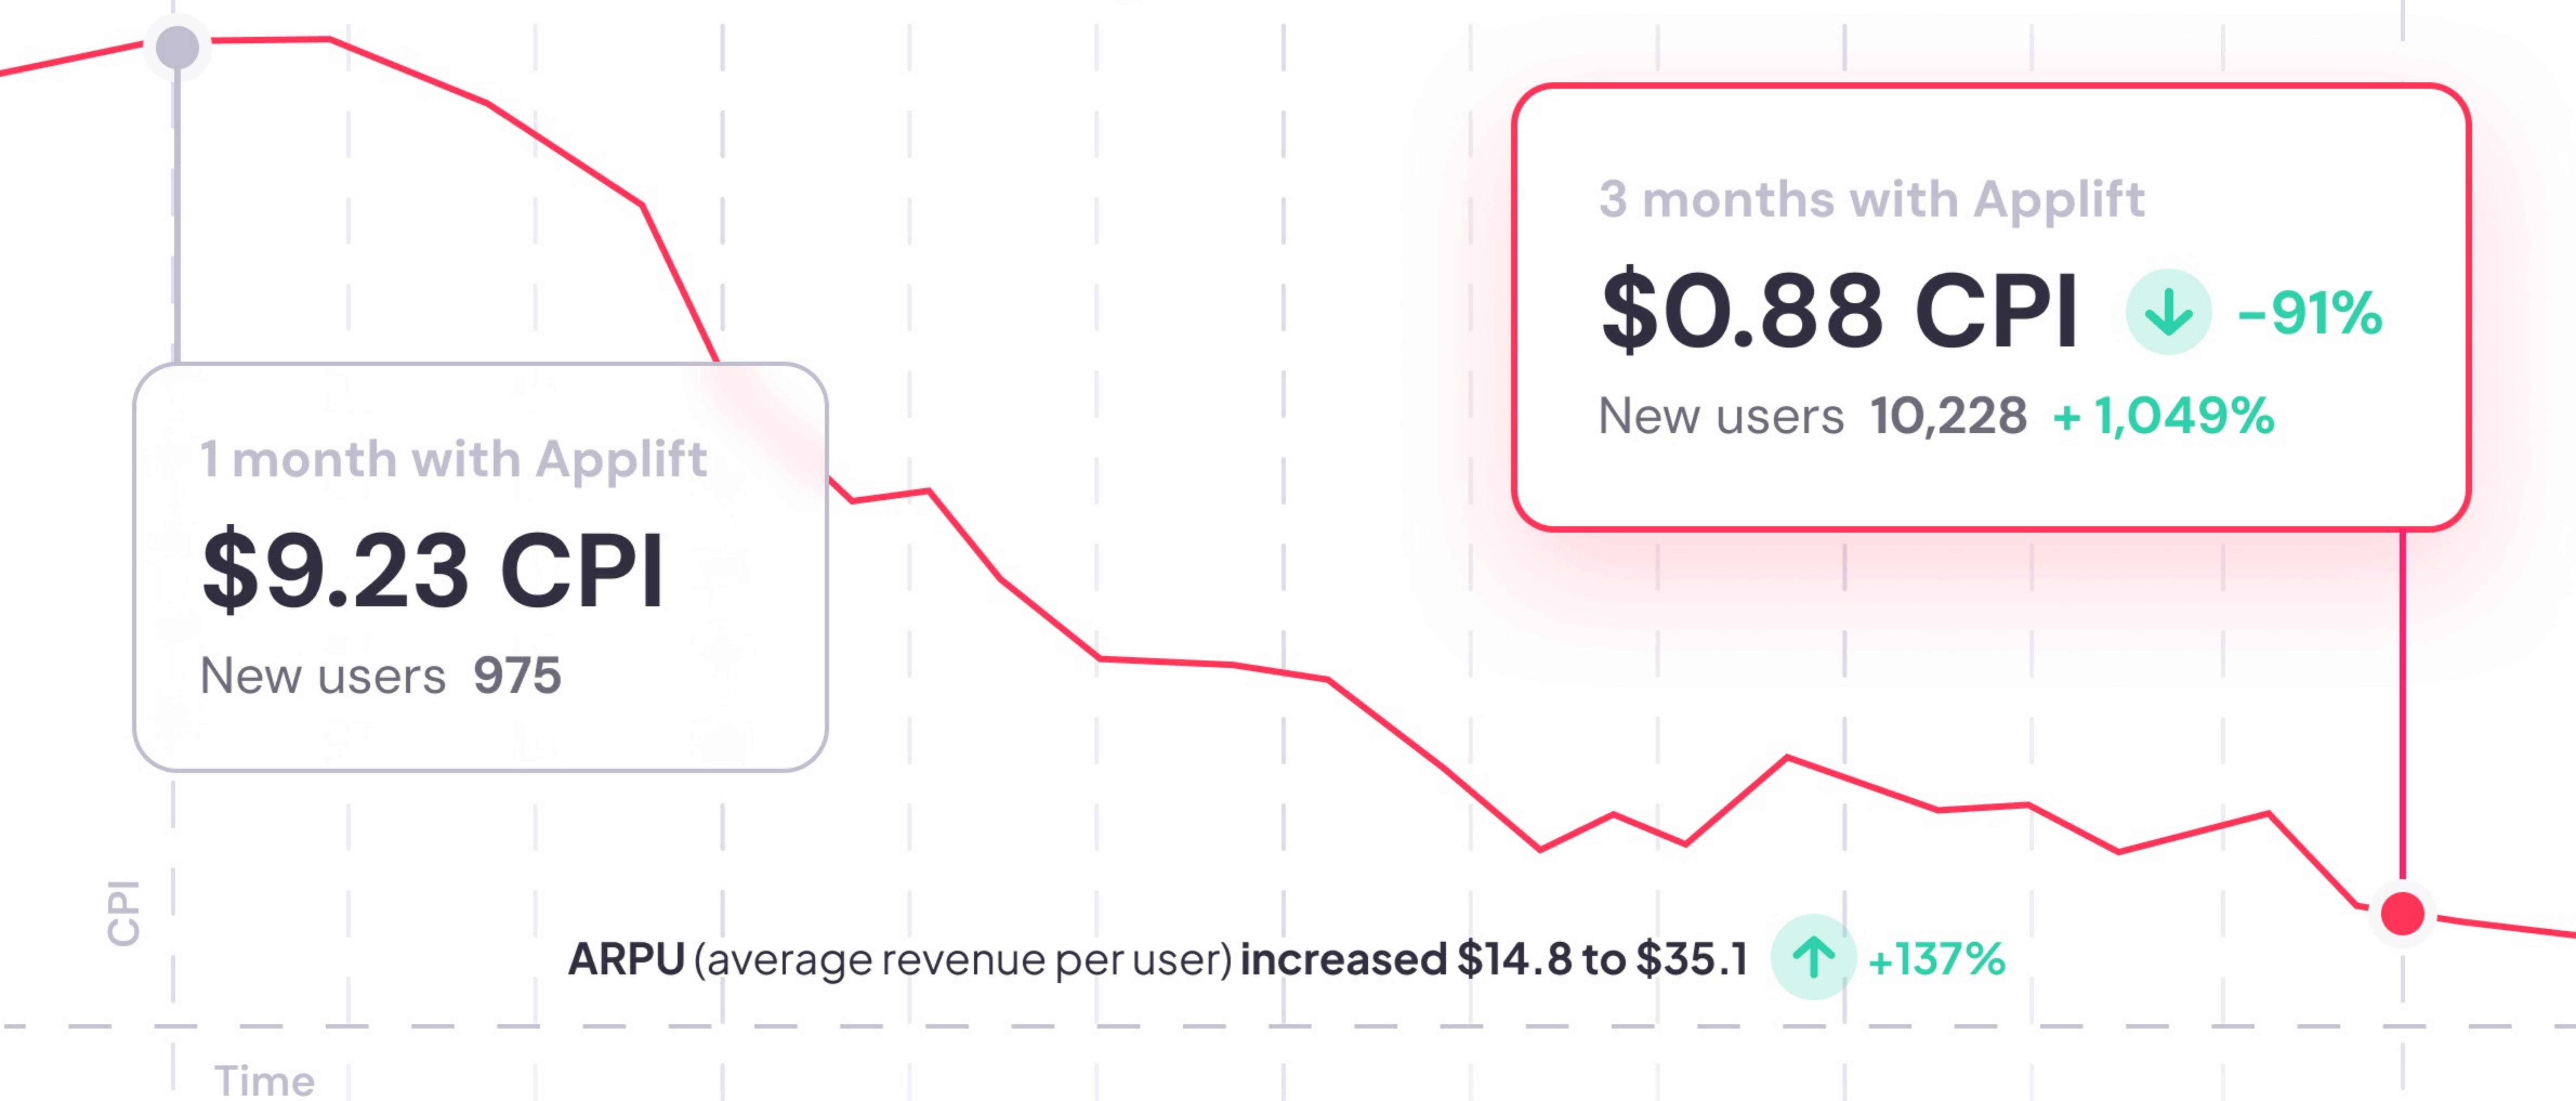 3 months with Applift
$0.88 CPI -91%
New users 10,228 + 1,049%
1 month with Applift
$9.23 CPI
New users 975
CPI
ARPU (average revenue per user) increased $14.8 to $35.1 +137%
Time